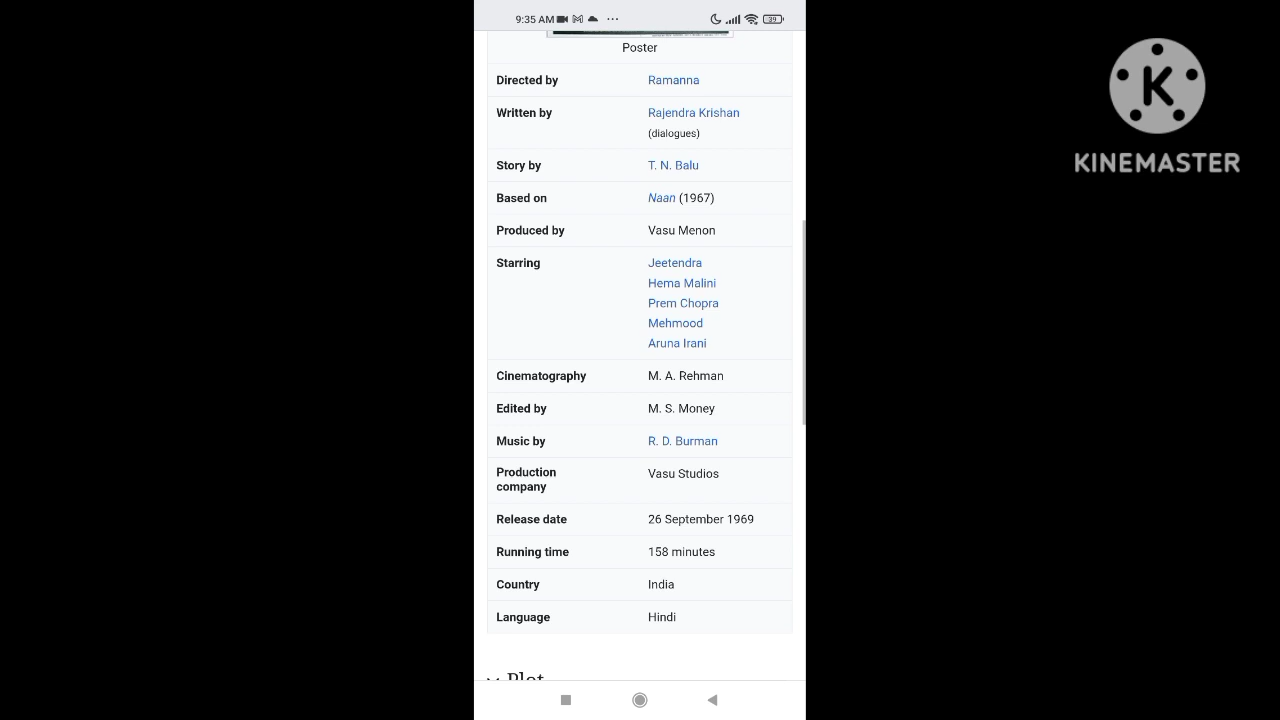 9:35 AM
39
Poster
Directed by Ramanna
Written by Rajendra Krishan
(dialogues)
Story by T. N. Balu
Based on Naan (1967)
Produced by Vasu Menon
Starring Jeetendra
Hema Malini
Prem Chopra
Mehmood
Aruna Irani
Cinematography M. A. Rehman
Edited by M. S. Money
Music by R. D. Burman
Production
company Vasu Studios
Release date 26 September 1969
Running time 158 minutes
Country India
Language Hindi
Plot
K
KINEMASTER